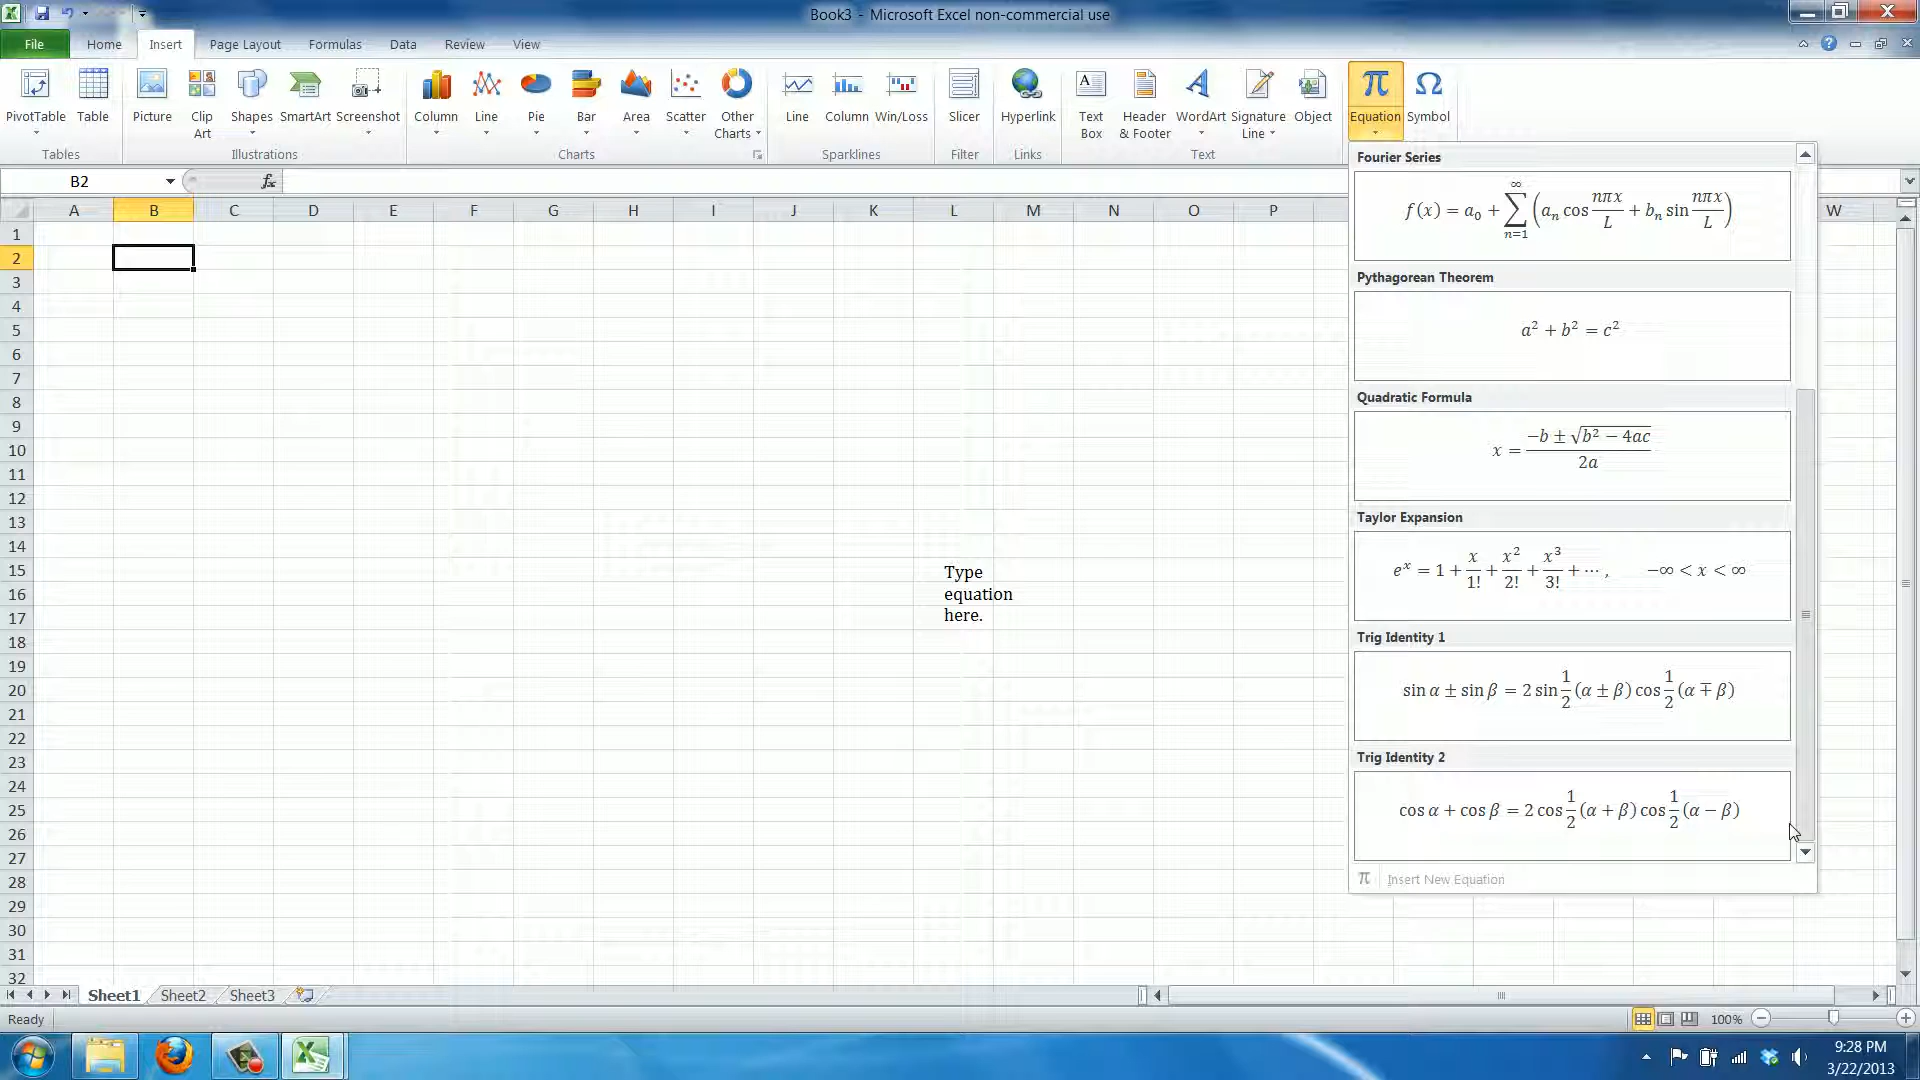 Book3 - Microsoft Excel non-commercial use
File Home Insert Page Layout Formulas Data Review View
PivotTable Table Picture Clip Art Shapes SmartArt Screenshot Column Line Pie Bar Area Scatter Other Charts Line Column Win/Loss Slicer Hyperlink Text Box Header & Footer WordArt Signature Line Object Equation Symbol
Tables Illustrations Charts Sparklines Filter Links Text
B2 fx
A B C D E F G H I J K L M N O P W
1
2
3
4
5
6
7
8
9
10
11
12
13
14
15
16
17
18
19
20
21
22
23
24
25
26
27
28
29
30
31
32
Type
equation
here.
Fourier Series
f(x) = a₀ + ∑ₙ₌₁^∞ (aₙ cos nπx/L + bₙ sin nπx/L)
Pythagorean Theorem
a² + b² = c²
Quadratic Formula
x = (−b ± √(b² − 4ac))/2a
Taylor Expansion
eˣ = 1 + x/1! + x²/2! + x³/3! + ⋯, −∞ < x < ∞
Trig Identity 1
sin α ± sin β = 2 sin 1/2 (α ± β) cos 1/2 (α ∓ β)
Trig Identity 2
cos α + cos β = 2 cos 1/2 (α + β) cos 1/2 (α − β)
π Insert New Equation
Sheet1 Sheet2 Sheet3
Ready 100%
9:28 PM
3/22/2013